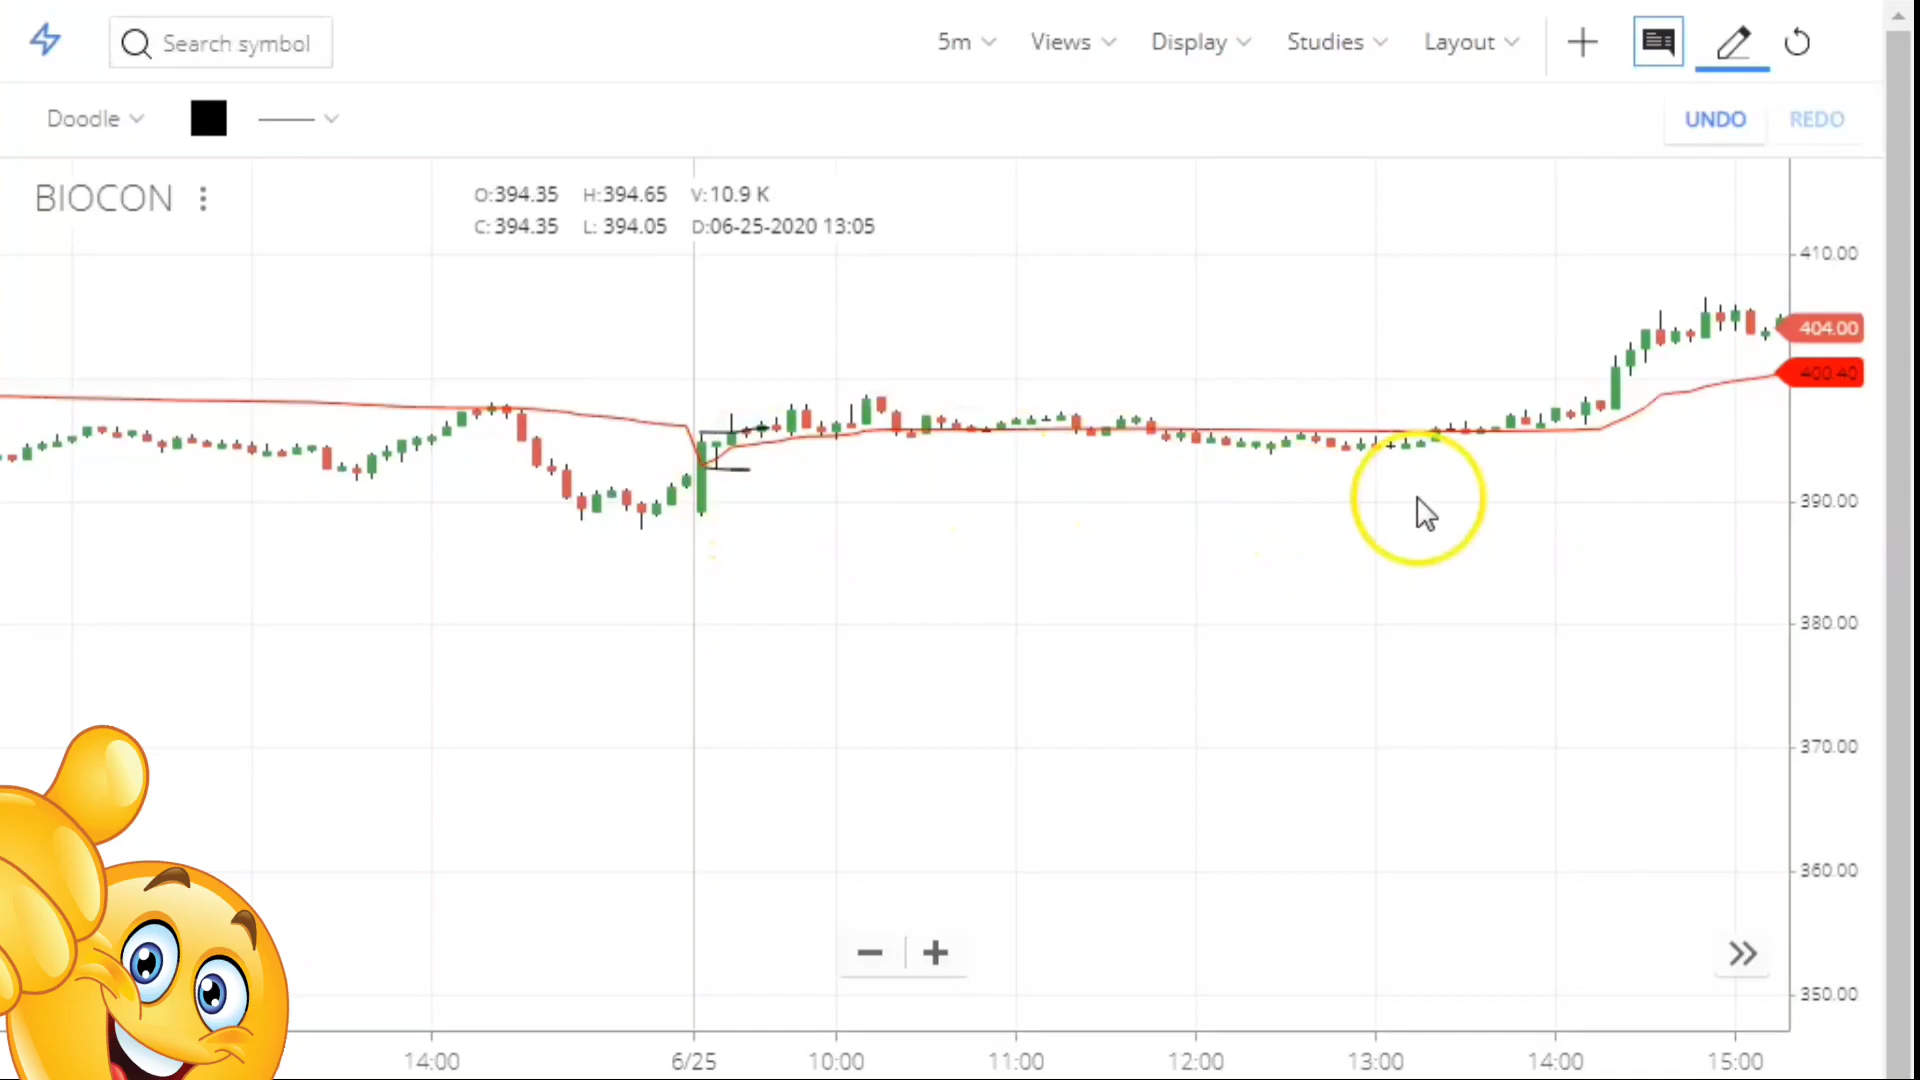 Search symbol
5m Views Display Studies Layout
Doodle
UNDO REDO
BIOCON
O:394.35 H:394.65 V:10.9 K
C:394.35 L: 394.05 D:06-25-2020 13:05
410.00
404.00
400.40
390.00
380.00
370.00
360.00
350.00
14:00 6/25 10:00 11:00 12:00 13:00 14:00 15:00